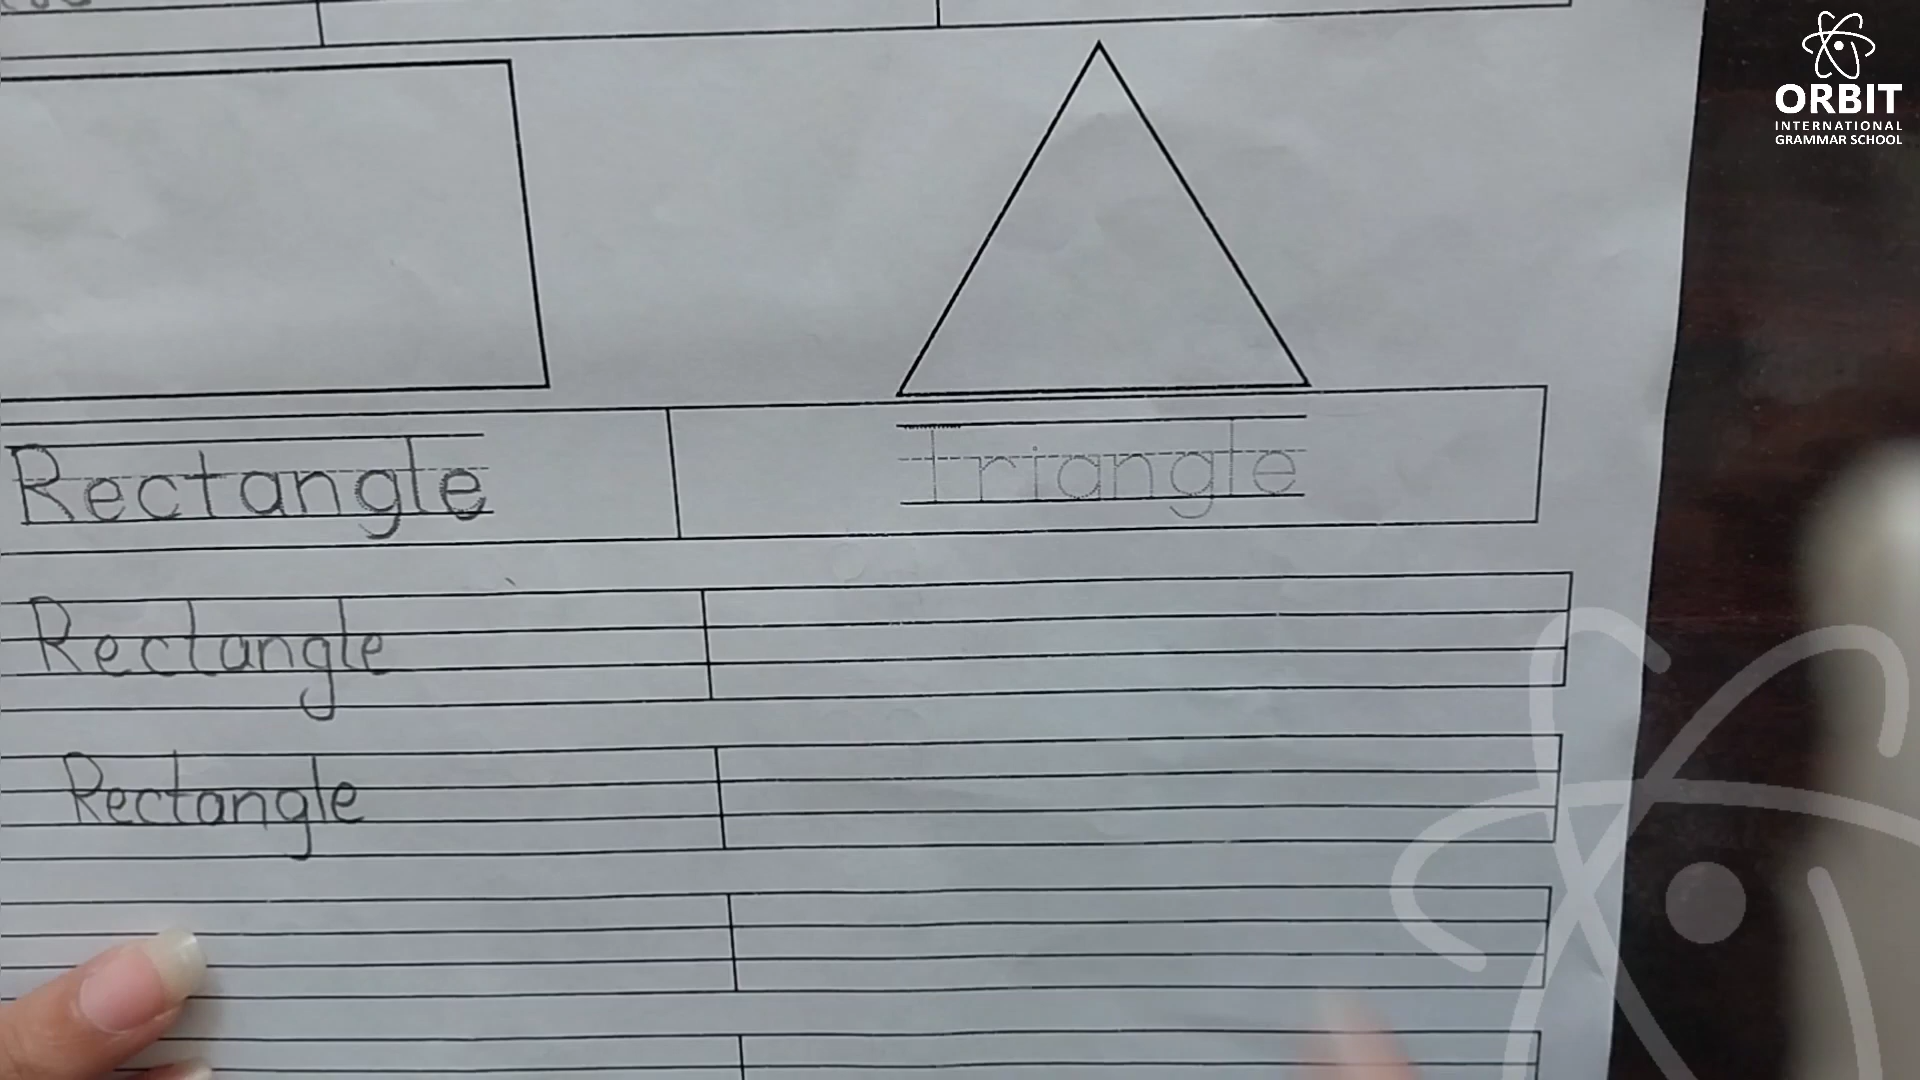 ORBIT
INTERNATIONAL
GRAMMAR SCHOOL
Rectangle
Triangle
Rectangle
Rectangle